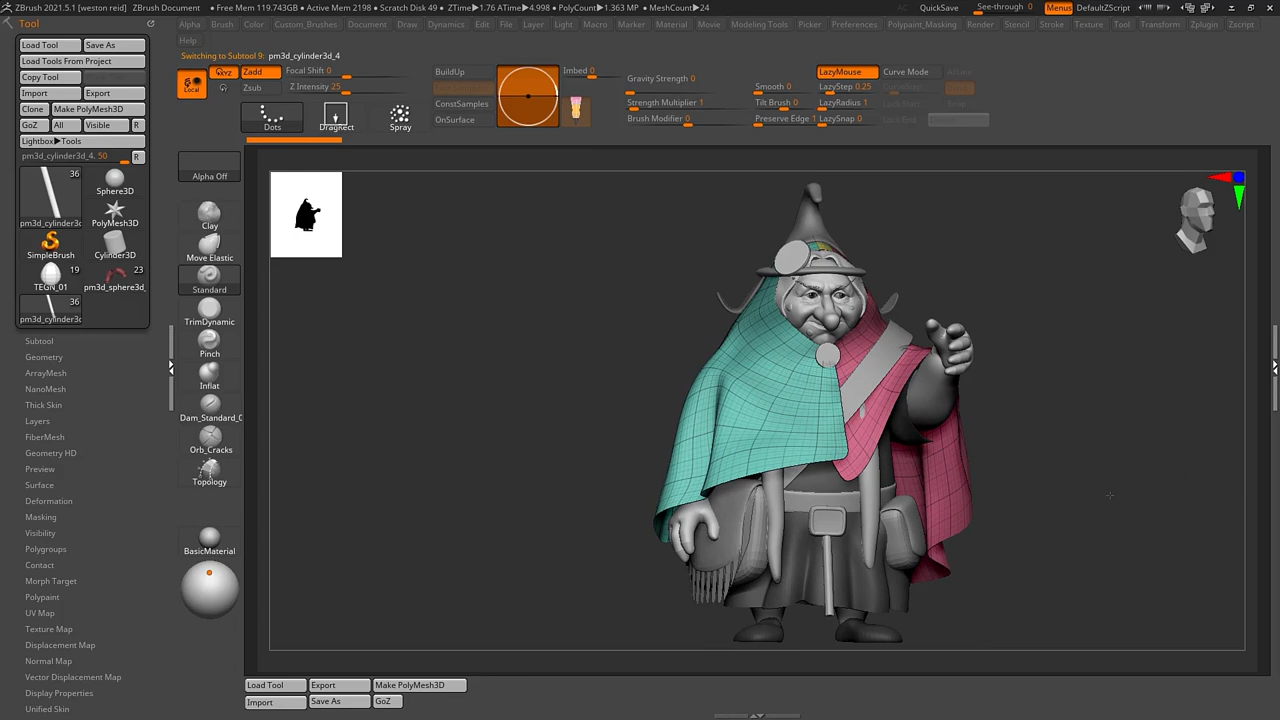 ZBrush 2021.5.1 [weston reid]
ZBrush Document
● Free Mem 119.743GB ● Active Mem 2198 ● Scratch Disk 49 ● ZTime▶1.76 ATime▶4.998 ● PolyCount▶1.363 MP ● MeshCount▶24
AC
QuickSave
See-through 0
Menus
DefaultZScript
Tool
Alpha
Brush
Color
Custom_Brushes
Document
Draw
Dynamics
Edit
File
Layer
Light
Macro
Marker
Material
Movie
Modeling Tools
Picker
Preferences
Polypaint_Masking
Render
Stencil
Stroke
Texture
Tool
Transform
Zplugin
Zscript
Help
Load Tool
Save As
Load Tools From Project
Copy Tool
Import
Export
Clone
Make PolyMesh3D
GoZ
All
Visible
R
Lightbox▶Tools
pm3d_cylinder3d_4. 50
R
36
pm3d_cylinder3d
Sphere3D
PolyMesh3D
SimpleBrush
Cylinder3D
19
TEGN_01
23
pm3d_sphere3d_
36
pm3d_cylinder3d
Subtool
Geometry
ArrayMesh
NanoMesh
Thick Skin
Layers
FiberMesh
Geometry HD
Preview
Surface
Deformation
Masking
Visibility
Polygroups
Contact
Morph Target
Polypaint
UV Map
Texture Map
Displacement Map
Normal Map
Vector Displacement Map
Display Properties
Unified Skin
Switching to Subtool 9: pm3d_cylinder3d_4
Local
XYZ
Zadd
Zsub
Focal Shift 0
Z Intensity 25
Dots
DragRect
Spray
BuildUp
ConstSamples
OnSurface
Imbed 0
Gravity Strength 0
Strength Multiplier 1
Brush Modifier 0
Smooth 0
Tilt Brush 0
Preserve Edge 1
LazyMouse
LazyStep 0.25
LazyRadius 1
LazySnap 0
Curve Mode
Alpha Off
Clay
Move Elastic
Standard
TrimDynamic
Pinch
Inflat
Dam_Standard_0
Orb_Cracks
Topology
BasicMaterial
Load Tool
Export
Make PolyMesh3D
Import
Save As
GoZ